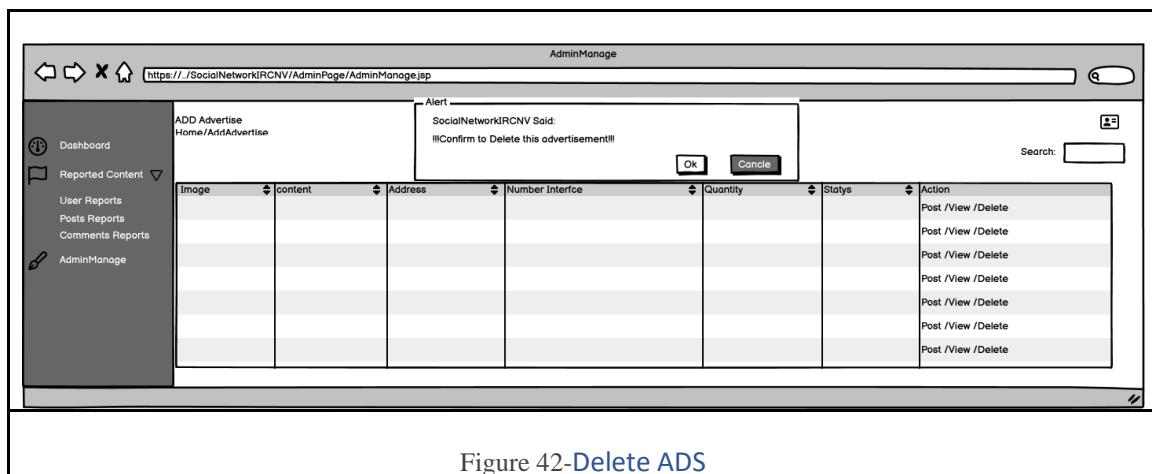 AdminManage
https://../SocialNetworkIRCNV/AdminPage/AdminManage.jsp
ADD Advertise
Home/AddAdvertise
Alert
SocialNetworkIRCNV Said:
!!!Confirm to Delete this advertisement!!!
Ok Cancle
Search:
Dashboard
Reported Content
User Reports
Posts Reports
Comments Reports
AdminManage
Image content Address Number Interfce Quantity Statys Action
Post /View /Delete
Post /View /Delete
Post /View /Delete
Post /View /Delete
Post /View /Delete
Post /View /Delete
Post /View /Delete
Figure 42-Delete ADS